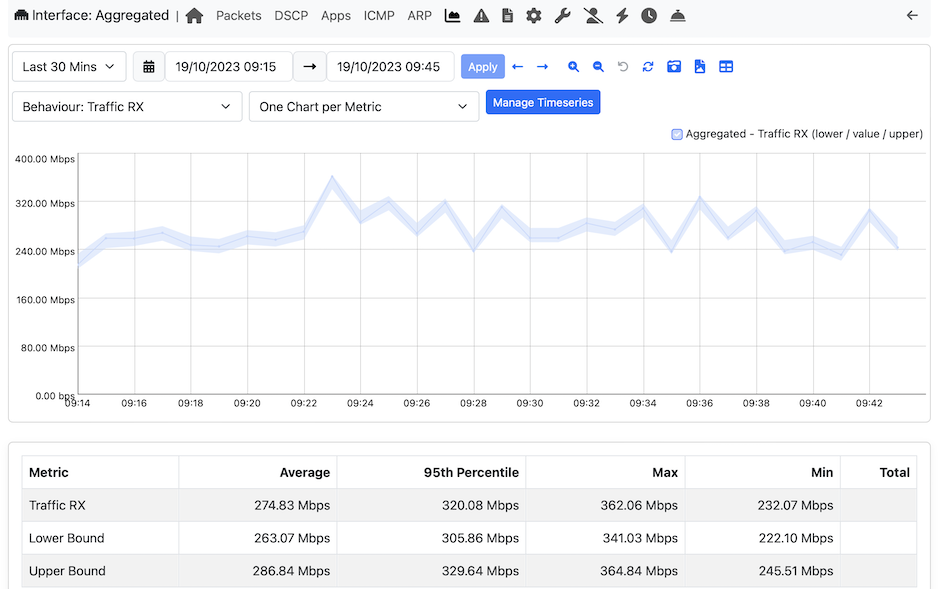 Interface: Aggregated | Packets DSCP Apps ICMP ARP
Last 30 Mins 19/10/2023 09:15 → 19/10/2023 09:45 Apply
Behaviour: Traffic RX One Chart per Metric Manage Timeseries
Aggregated - Traffic RX (lower / value / upper)
400.00 Mbps
320.00 Mbps
240.00 Mbps
160.00 Mbps
80.00 Mbps
0.00 bps
09:14 09:16 09:18 09:20 09:22 09:24 09:26 09:28 09:30 09:32 09:34 09:36 09:38 09:40 09:42
Metric Average 95th Percentile Max Min Total
Traffic RX 274.83 Mbps 320.08 Mbps 362.06 Mbps 232.07 Mbps
Lower Bound 263.07 Mbps 305.86 Mbps 341.03 Mbps 222.10 Mbps
Upper Bound 286.84 Mbps 329.64 Mbps 364.84 Mbps 245.51 Mbps